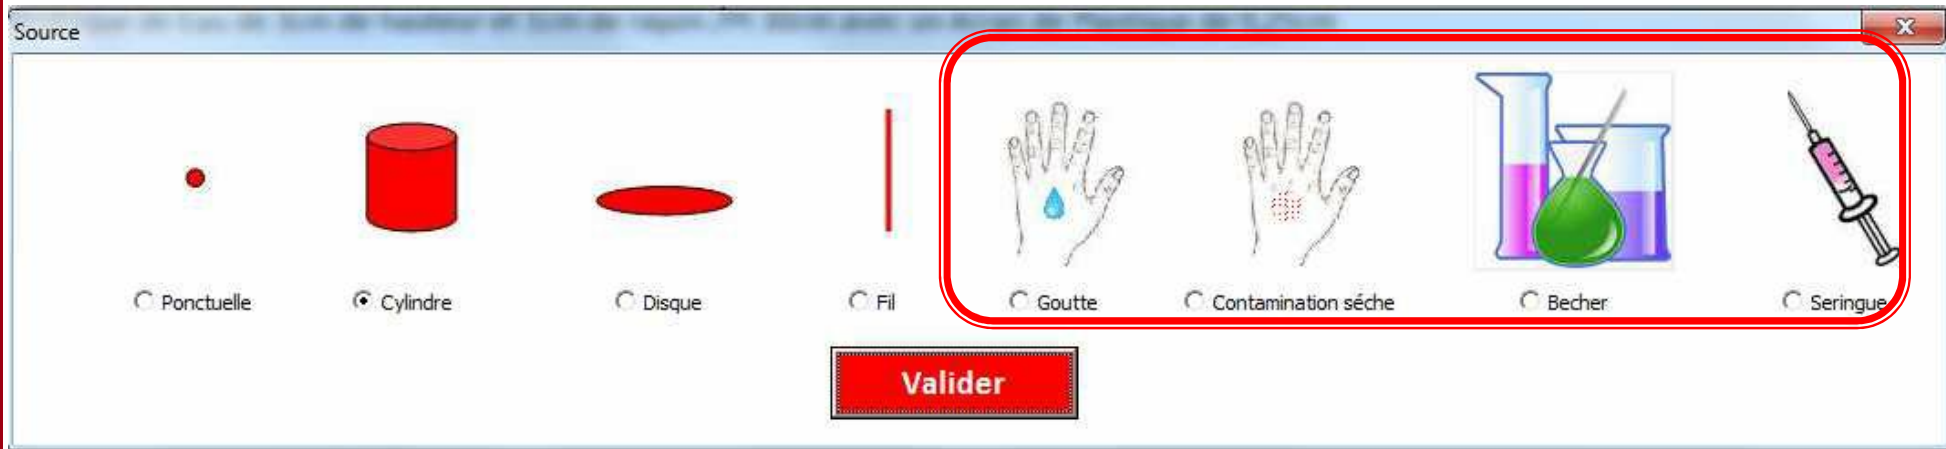 Source
Ponctuelle
Cylindre
Disque
Fil
Goutte
Contamination séche
Becher
Seringue
Valider